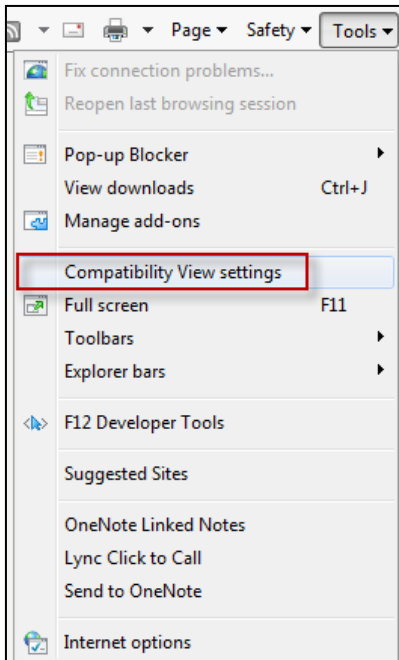 Page Safety Tools
Fix connection problems...
Reopen last browsing session
Pop-up Blocker
View downloads Ctrl+J
Manage add-ons
Compatibility View settings
Full screen F11
Toolbars
Explorer bars
F12 Developer Tools
Suggested Sites
OneNote Linked Notes
Lync Click to Call
Send to OneNote
Internet options